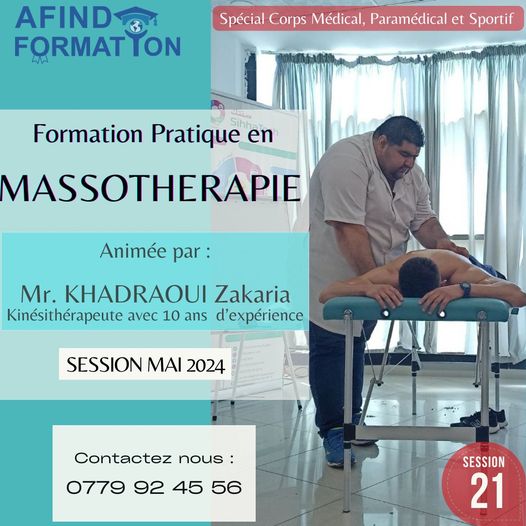 AFIND
FORMATION
Spécial Corps Médical, Paramédical et Sportif
Formation Pratique en
MASSOTHERAPIE
Animée par :
Mr. KHADRAOUI Zakaria
Kinésithérapeute avec 10 ans d'expérience
SESSION MAI 2024
Contactez nous :
0779 92 45 56
SESSION
21